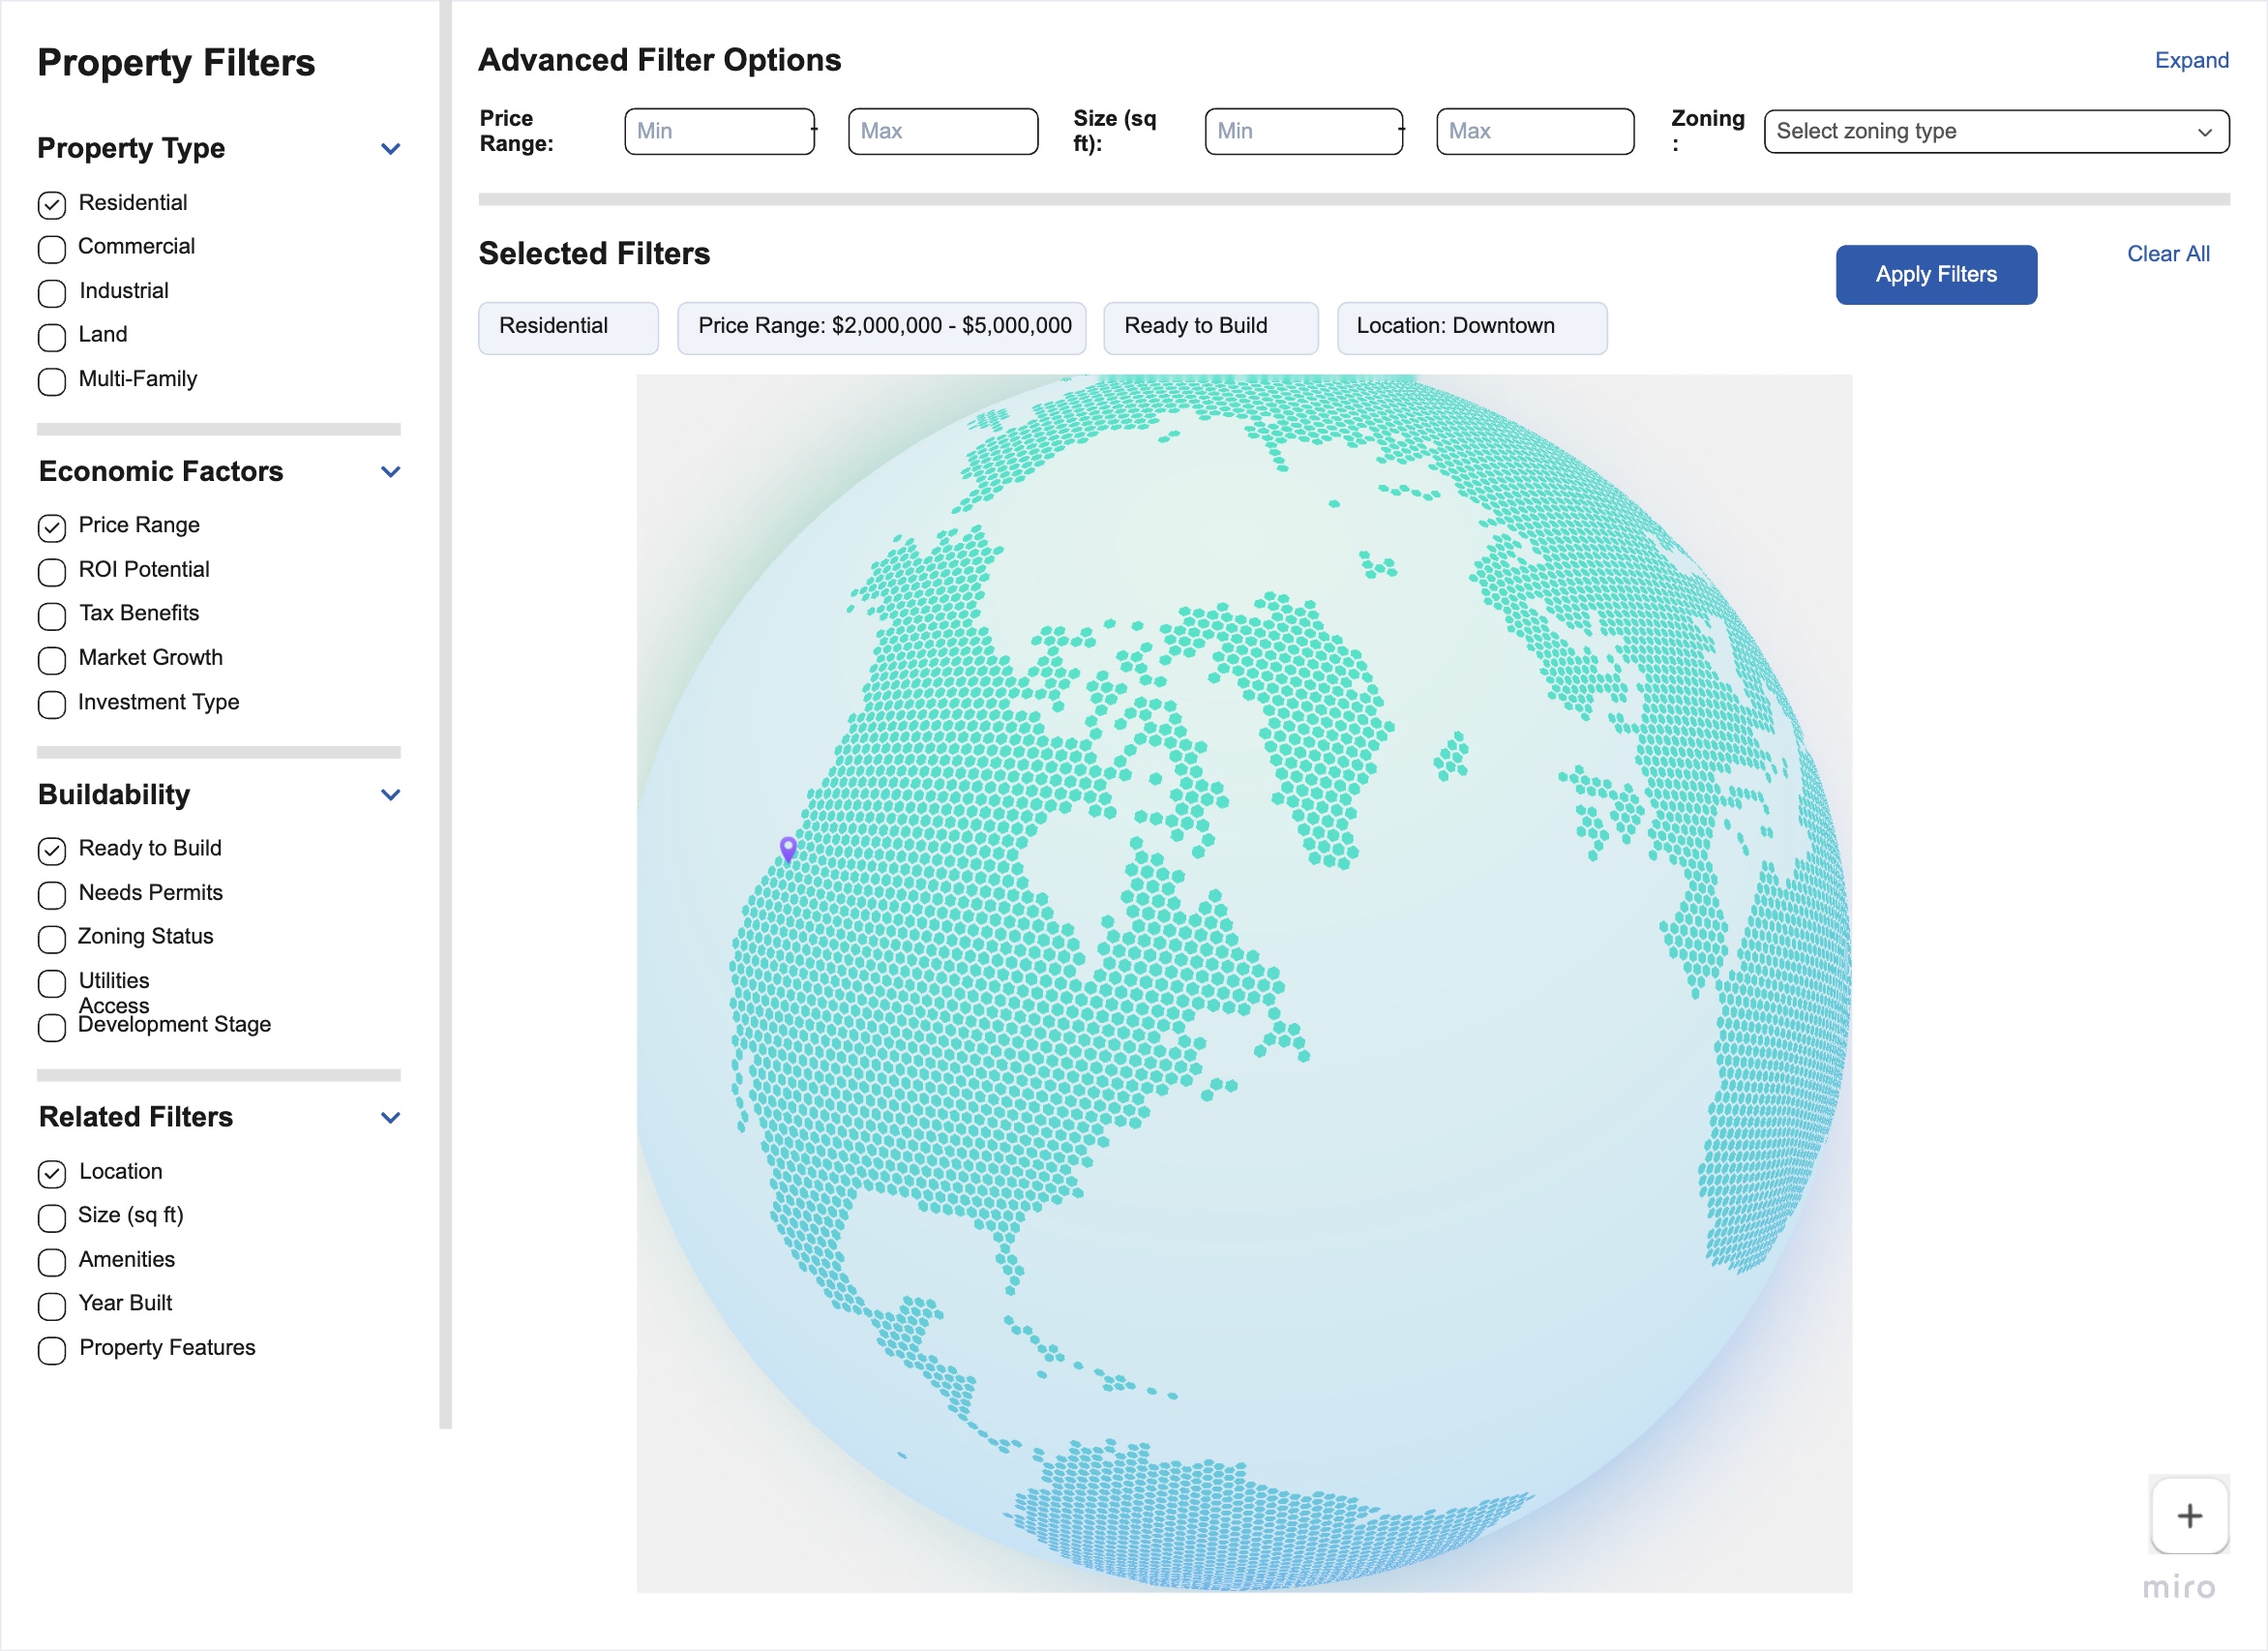 Property Filters
Property Type
Residential
Commercial
Industrial
Land
Multi-Family
Economic Factors
Price Range
ROI Potential
Tax Benefits
Market Growth
Investment Type
Buildability
Ready to Build
Needs Permits
Zoning Status
Utilities
Access
Development Stage
Related Filters
Location
Size (sq ft)
Amenities
Year Built
Property Features
Advanced Filter Options
Expand
Price
Range:
Min
-
Max
Size (sq
ft):
Min
-
Max
Zoning
:
Select zoning type
Selected Filters
Apply Filters
Clear All
Residential
Price Range: $2,000,000 - $5,000,000
Ready to Build
Location: Downtown
+
miro